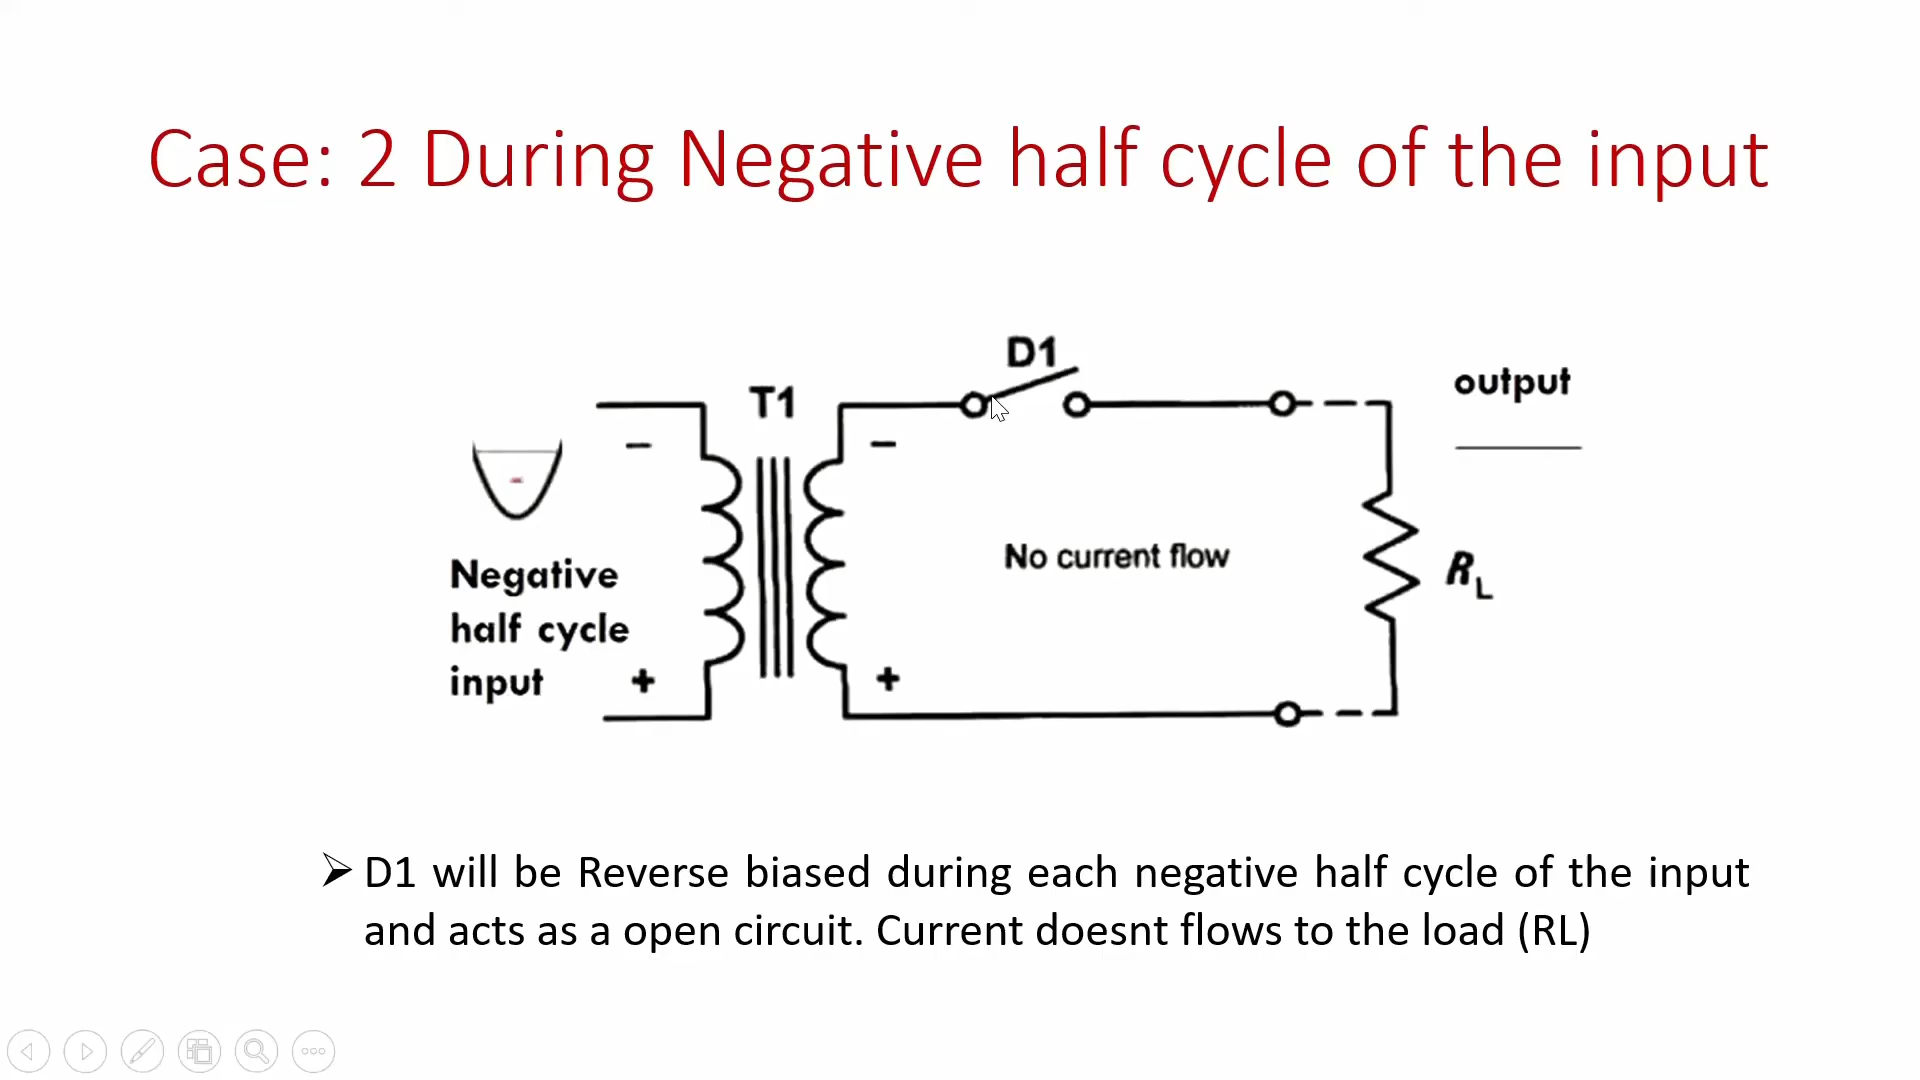 Case: 2 During Negative half cycle of the input
D1
T1
output
−
−
-
No current flow
Negative
half cycle
input
RL
+
+
➢ D1 will be Reverse biased during each negative half cycle of the input
and acts as a open circuit. Current doesnt flows to the load (RL)